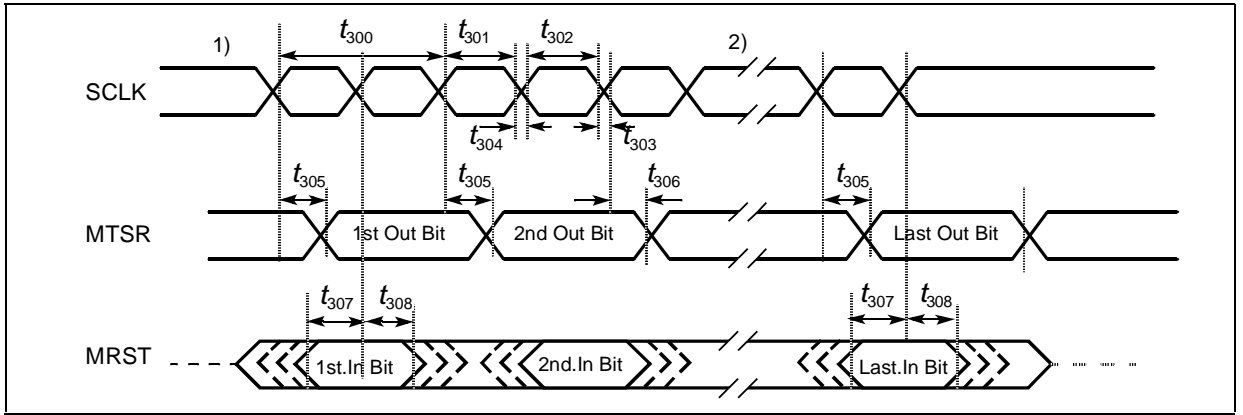 1) t300 t301 t302 2)
SCLK
t304 t303
t305 t305 t306 t305
MTSR 1st Out Bit 2nd Out Bit Last Out Bit
t307 t308 t307 t308
MRST 1st.In Bit 2nd.In Bit Last.In Bit